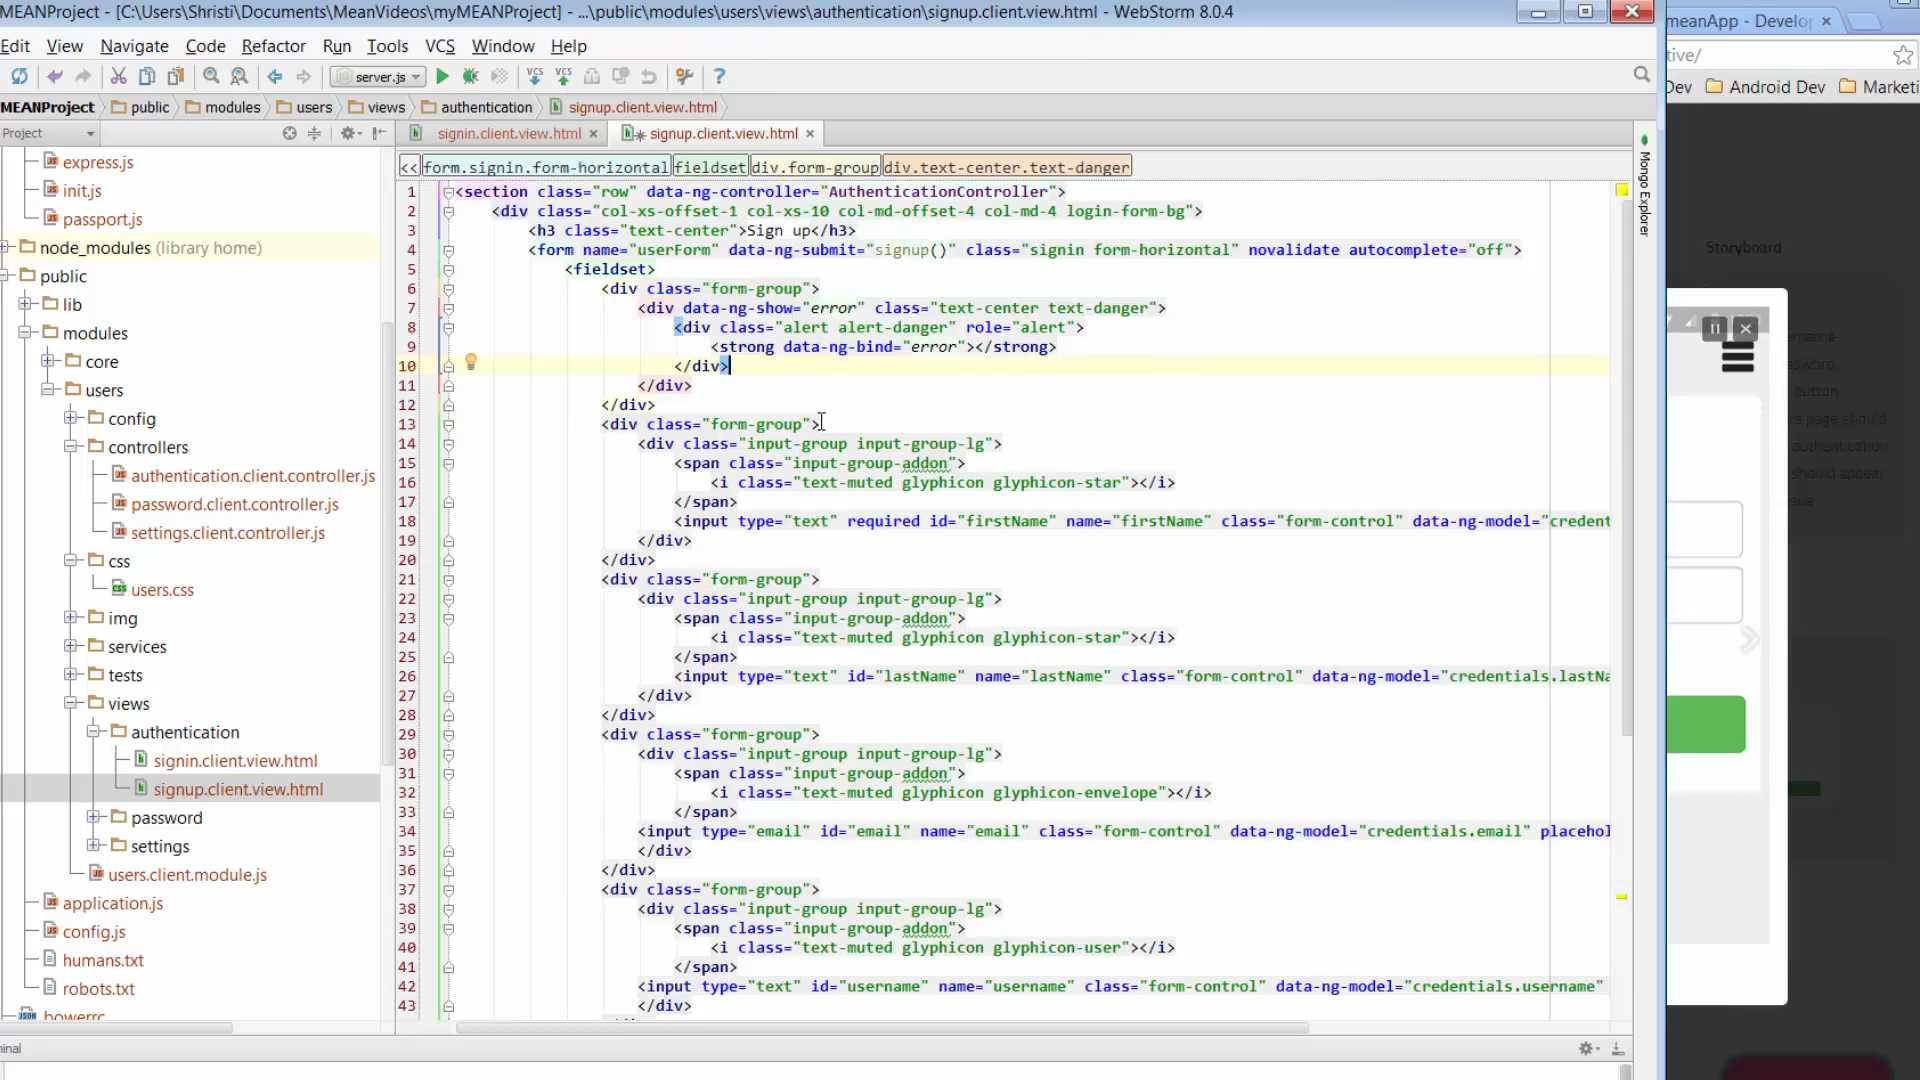 MEANProject - [C:\Users\Shristi\Documents\MeanVideos\myMEANProject] - ...\public\modules\users\views\authentication\signup.client.view.html - WebStorm 8.0.4
Edit View Navigate Code Refactor Run Tools VCS Window Help
server.js
VCS VCS
MEANProject public modules users views authentication signup.client.view.html
Project
signin.client.view.html signup.client.view.html
<< form.signin.form-horizontal fieldset div.form-group div.text-center.text-danger
express.js
init.js
passport.js
node_modules (library home)
public
lib
modules
core
users
config
controllers
authentication.client.controller.js
password.client.controller.js
settings.client.controller.js
css
users.css
img
services
tests
views
authentication
signin.client.view.html
signup.client.view.html
password
settings
users.client.module.js
application.js
config.js
humans.txt
robots.txt
bowerrc
1 <section class="row" data-ng-controller="AuthenticationController">
2 <div class="col-xs-offset-1 col-xs-10 col-md-offset-4 col-md-4 login-form-bg">
3 <h3 class="text-center">Sign up</h3>
4 <form name="userForm" data-ng-submit="signup()" class="signin form-horizontal" novalidate autocomplete="off">
5 <fieldset>
6 <div class="form-group">
7 <div data-ng-show="error" class="text-center text-danger">
8 <div class="alert alert-danger" role="alert">
9 <strong data-ng-bind="error"></strong>
10 </div>
11 </div>
12 </div>
13 <div class="form-group">
14 <div class="input-group input-group-lg">
15 <span class="input-group-addon">
16 <i class="text-muted glyphicon glyphicon-star"></i>
17 </span>
18 <input type="text" required id="firstName" name="firstName" class="form-control" data-ng-model="credent
19 </div>
20 </div>
21 <div class="form-group">
22 <div class="input-group input-group-lg">
23 <span class="input-group-addon">
24 <i class="text-muted glyphicon glyphicon-star"></i>
25 </span>
26 <input type="text" id="lastName" name="lastName" class="form-control" data-ng-model="credentials.lastNa
27 </div>
28 </div>
29 <div class="form-group">
30 <div class="input-group input-group-lg">
31 <span class="input-group-addon">
32 <i class="text-muted glyphicon glyphicon-envelope"></i>
33 </span>
34 <input type="email" id="email" name="email" class="form-control" data-ng-model="credentials.email" placehol
35 </div>
36 </div>
37 <div class="form-group">
38 <div class="input-group input-group-lg">
39 <span class="input-group-addon">
40 <i class="text-muted glyphicon glyphicon-user"></i>
41 </span>
42 <input type="text" id="username" name="username" class="form-control" data-ng-model="credentials.username"
43 </div>
Mongo Explorer
minal
meanApp - Develop
tive/
Dev Android Dev Marketi
Storyboard
ername
ssword
button
s page should
authentication
should appear